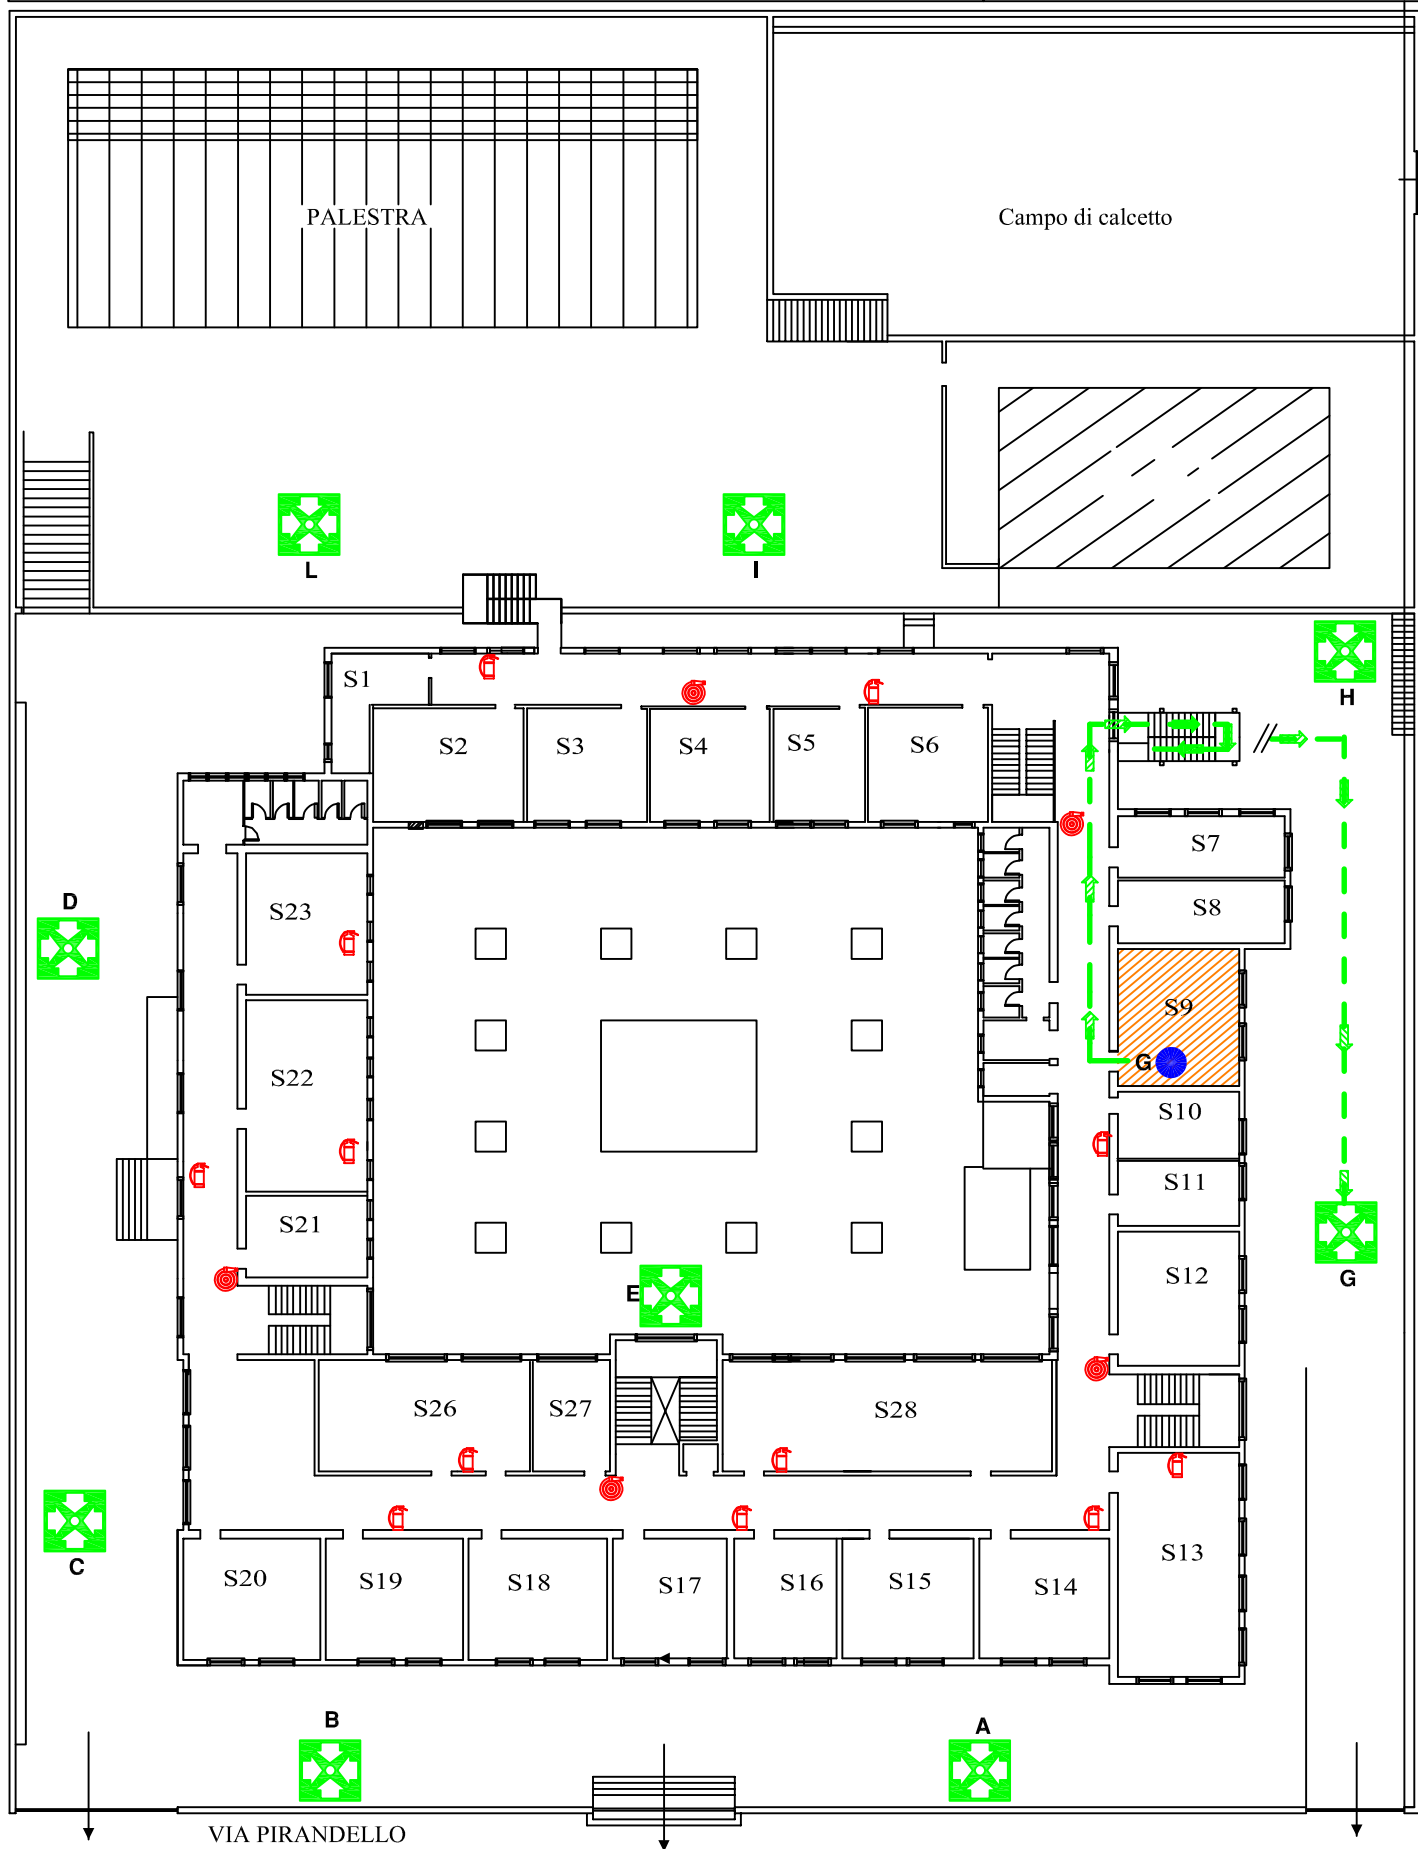 PALESTRA
Campo di calcetto
L
I
H
S1
S2
S3
S4
S5
S6
S7
S8
D
S23
S9
G
S22
S10
S11
S21
S12
E
G
S26
S27
S28
C
S20
S19
S18
S17
S16
S15
S14
S13
B
A
VIA PIRANDELLO